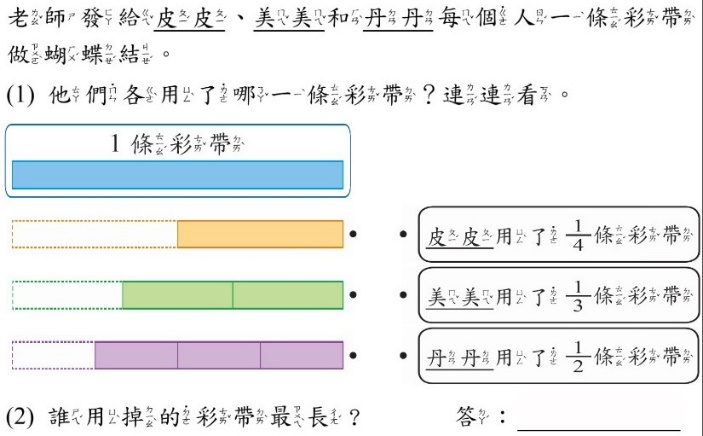 老師發給皮皮、美美和丹丹每個人一條彩帶
做蝴蝶結。
(1) 他們各用了哪一條彩帶？連連看。
1 條彩帶
皮皮用了 1/4 條彩帶
美美用了 1/3 條彩帶
丹丹用了 1/2 條彩帶
(2) 誰用掉的彩帶最長？ 答：